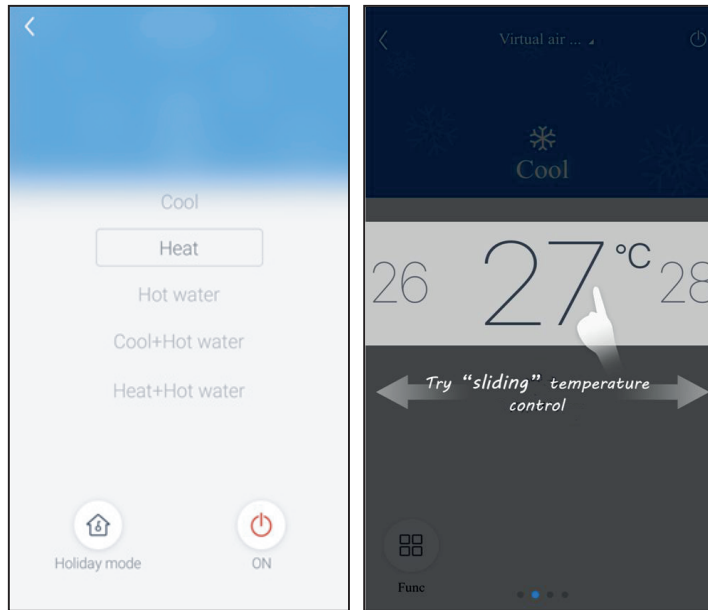 Cool
Heat
Hot water
Cool+Hot water
Heat+Hot water
Holiday mode
ON
Virtual air ...
Cool
26
27°C
28
Try “sliding” temperature
control
Func